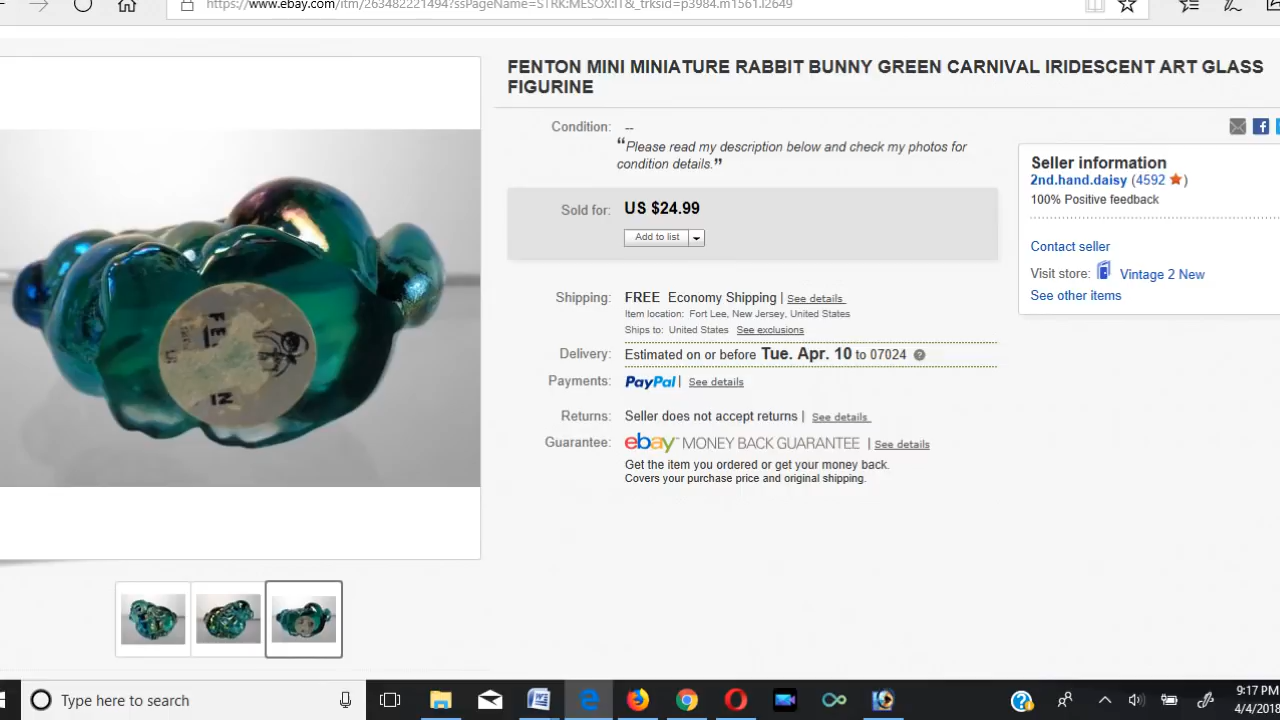 https://www.ebay.com/itm/263482221494?ssPageName=STRK:MESOX:IT&_trksid=p3984.m1561.l2649
FENTON MINI MINIATURE RABBIT BUNNY GREEN CARNIVAL IRIDESCENT ART GLASS
FIGURINE
Condition: --
“Please read my description below and check my photos for
condition details.”
Sold for: US $24.99
Add to list
Shipping: FREE Economy Shipping | See details
Item location: Fort Lee, New Jersey, United States
Ships to: United States See exclusions
Delivery: Estimated on or before Tue. Apr. 10 to 07024
Payments: PayPal | See details
Returns: Seller does not accept returns | See details
Guarantee: ebay MONEY BACK GUARANTEE | See details
Get the item you ordered or get your money back.
Covers your purchase price and original shipping.
Seller information
2nd.hand.daisy (4592 )
100% Positive feedback
Contact seller
Visit store: Vintage 2 New
See other items
FE
IN
Type here to search
9:17 PM
4/4/2018